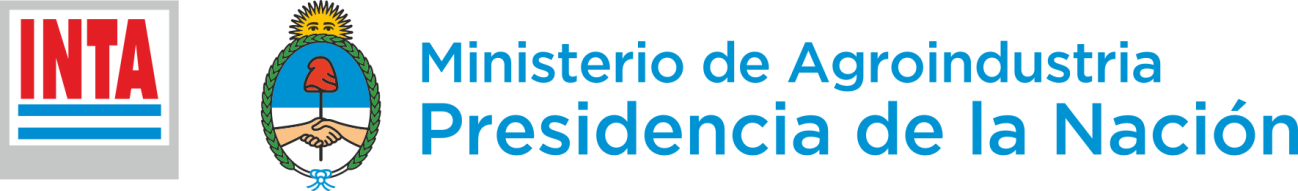 INTA
Ministerio de Agroindustria
Presidencia de la Nación